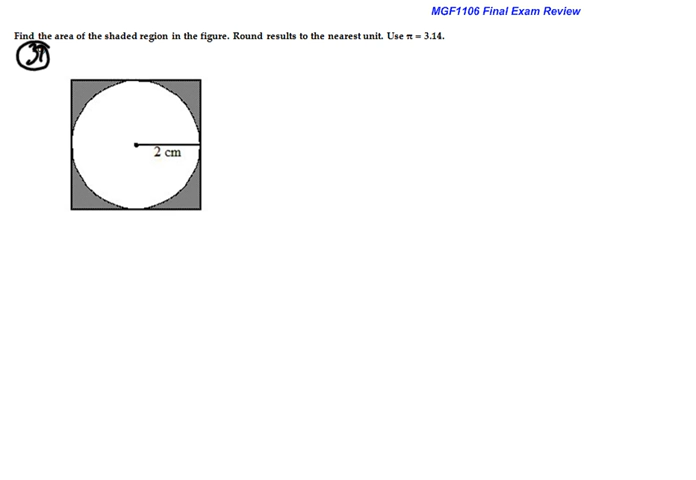 MGF1106 Final Exam Review
Find the area of the shaded region in the figure. Round results to the nearest unit. Use π = 3.14.
39
2 cm